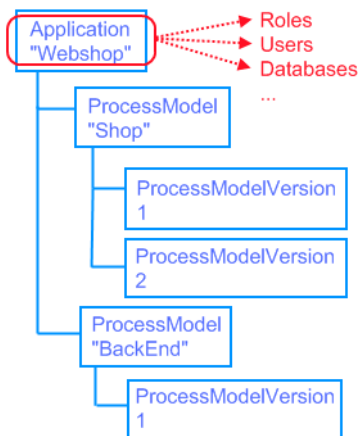 Application
"Webshop"
Roles
Users
Databases
...
ProcessModel
"Shop"
ProcessModelVersion
1
ProcessModelVersion
2
ProcessModel
"BackEnd"
ProcessModelVersion
1